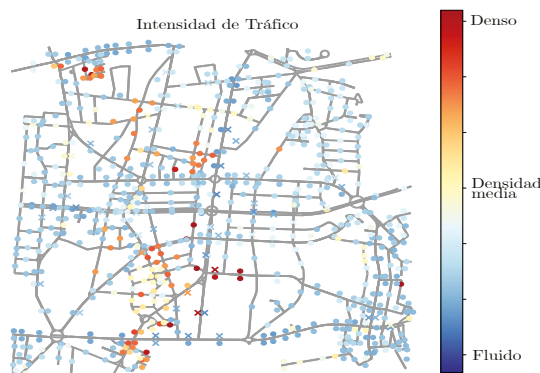 Intensidad de Tráfico
Denso
Densidad
media
Fluido